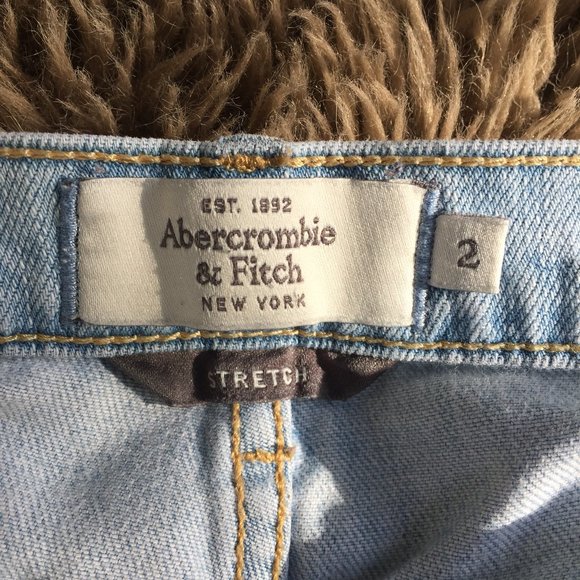 EST. 1892
Abercrombie
& Fitch
NEW YORK
2
STRETCH